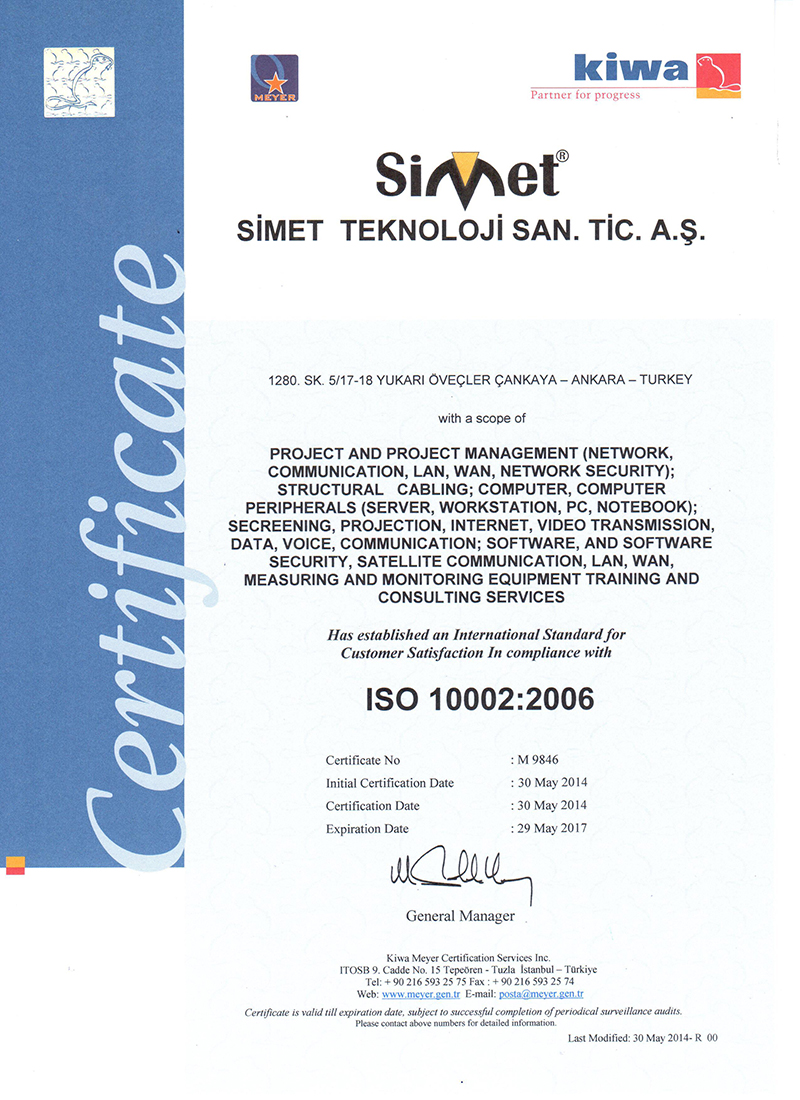 Certificate
MEYER
kiwa
Partner for progress
Simet®
SİMET TEKNOLOJİ SAN. TİC. A.Ş.
1280. SK. 5/17-18 YUKARI ÖVEÇLER ÇANKAYA – ANKARA – TURKEY
with a scope of
PROJECT AND PROJECT MANAGEMENT (NETWORK,
COMMUNICATION, LAN, WAN, NETWORK SECURITY);
STRUCTURAL CABLING; COMPUTER, COMPUTER
PERIPHERALS (SERVER, WORKSTATION, PC, NOTEBOOK);
SECREENING, PROJECTION, INTERNET, VIDEO TRANSMISSION,
DATA, VOICE, COMMUNICATION; SOFTWARE, AND SOFTWARE
SECURITY, SATELLITE COMMUNICATION, LAN, WAN,
MEASURING AND MONITORING EQUIPMENT TRAINING AND
CONSULTING SERVICES
Has established an International Standard for
Customer Satisfaction In compliance with
ISO 10002:2006
Certificate No : M 9846
Initial Certification Date : 30 May 2014
Certification Date : 30 May 2014
Expiration Date : 29 May 2017
General Manager
Kiwa Meyer Certification Services Inc.
ITOSB 9. Cadde No. 15 Tepeören - Tuzla İstanbul – Türkiye
Tel: + 90 216 593 25 75 Fax : + 90 216 593 25 74
Web: www.meyer.gen.tr E-mail: posta@meyer.gen.tr
Certificate is valid till expiration date, subject to successful completion of periodical surveillance audits.
Please contact above numbers for detailed information.
Last Modified: 30 May 2014- R 00